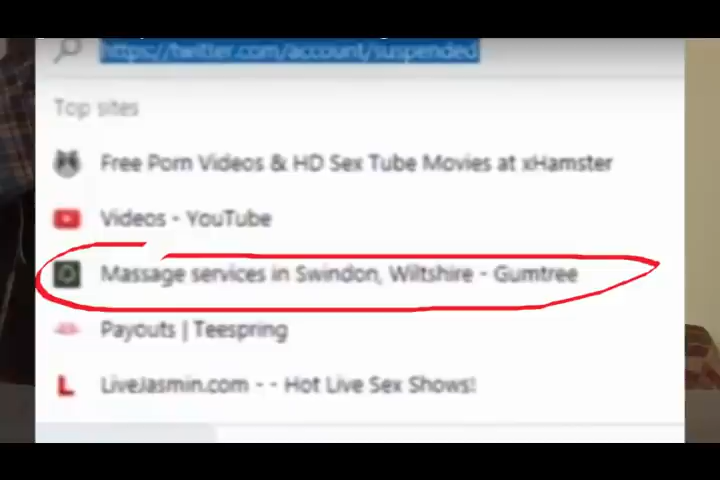 https://twitter.com/account/suspended
Top sites
Free Porn Videos & HD Sex Tube Movies at xHamster
Videos - YouTube
Massage services in Swindon, Wiltshire - Gumtree
Payouts | Teespring
L LiveJasmin.com - - Hot Live Sex Shows!